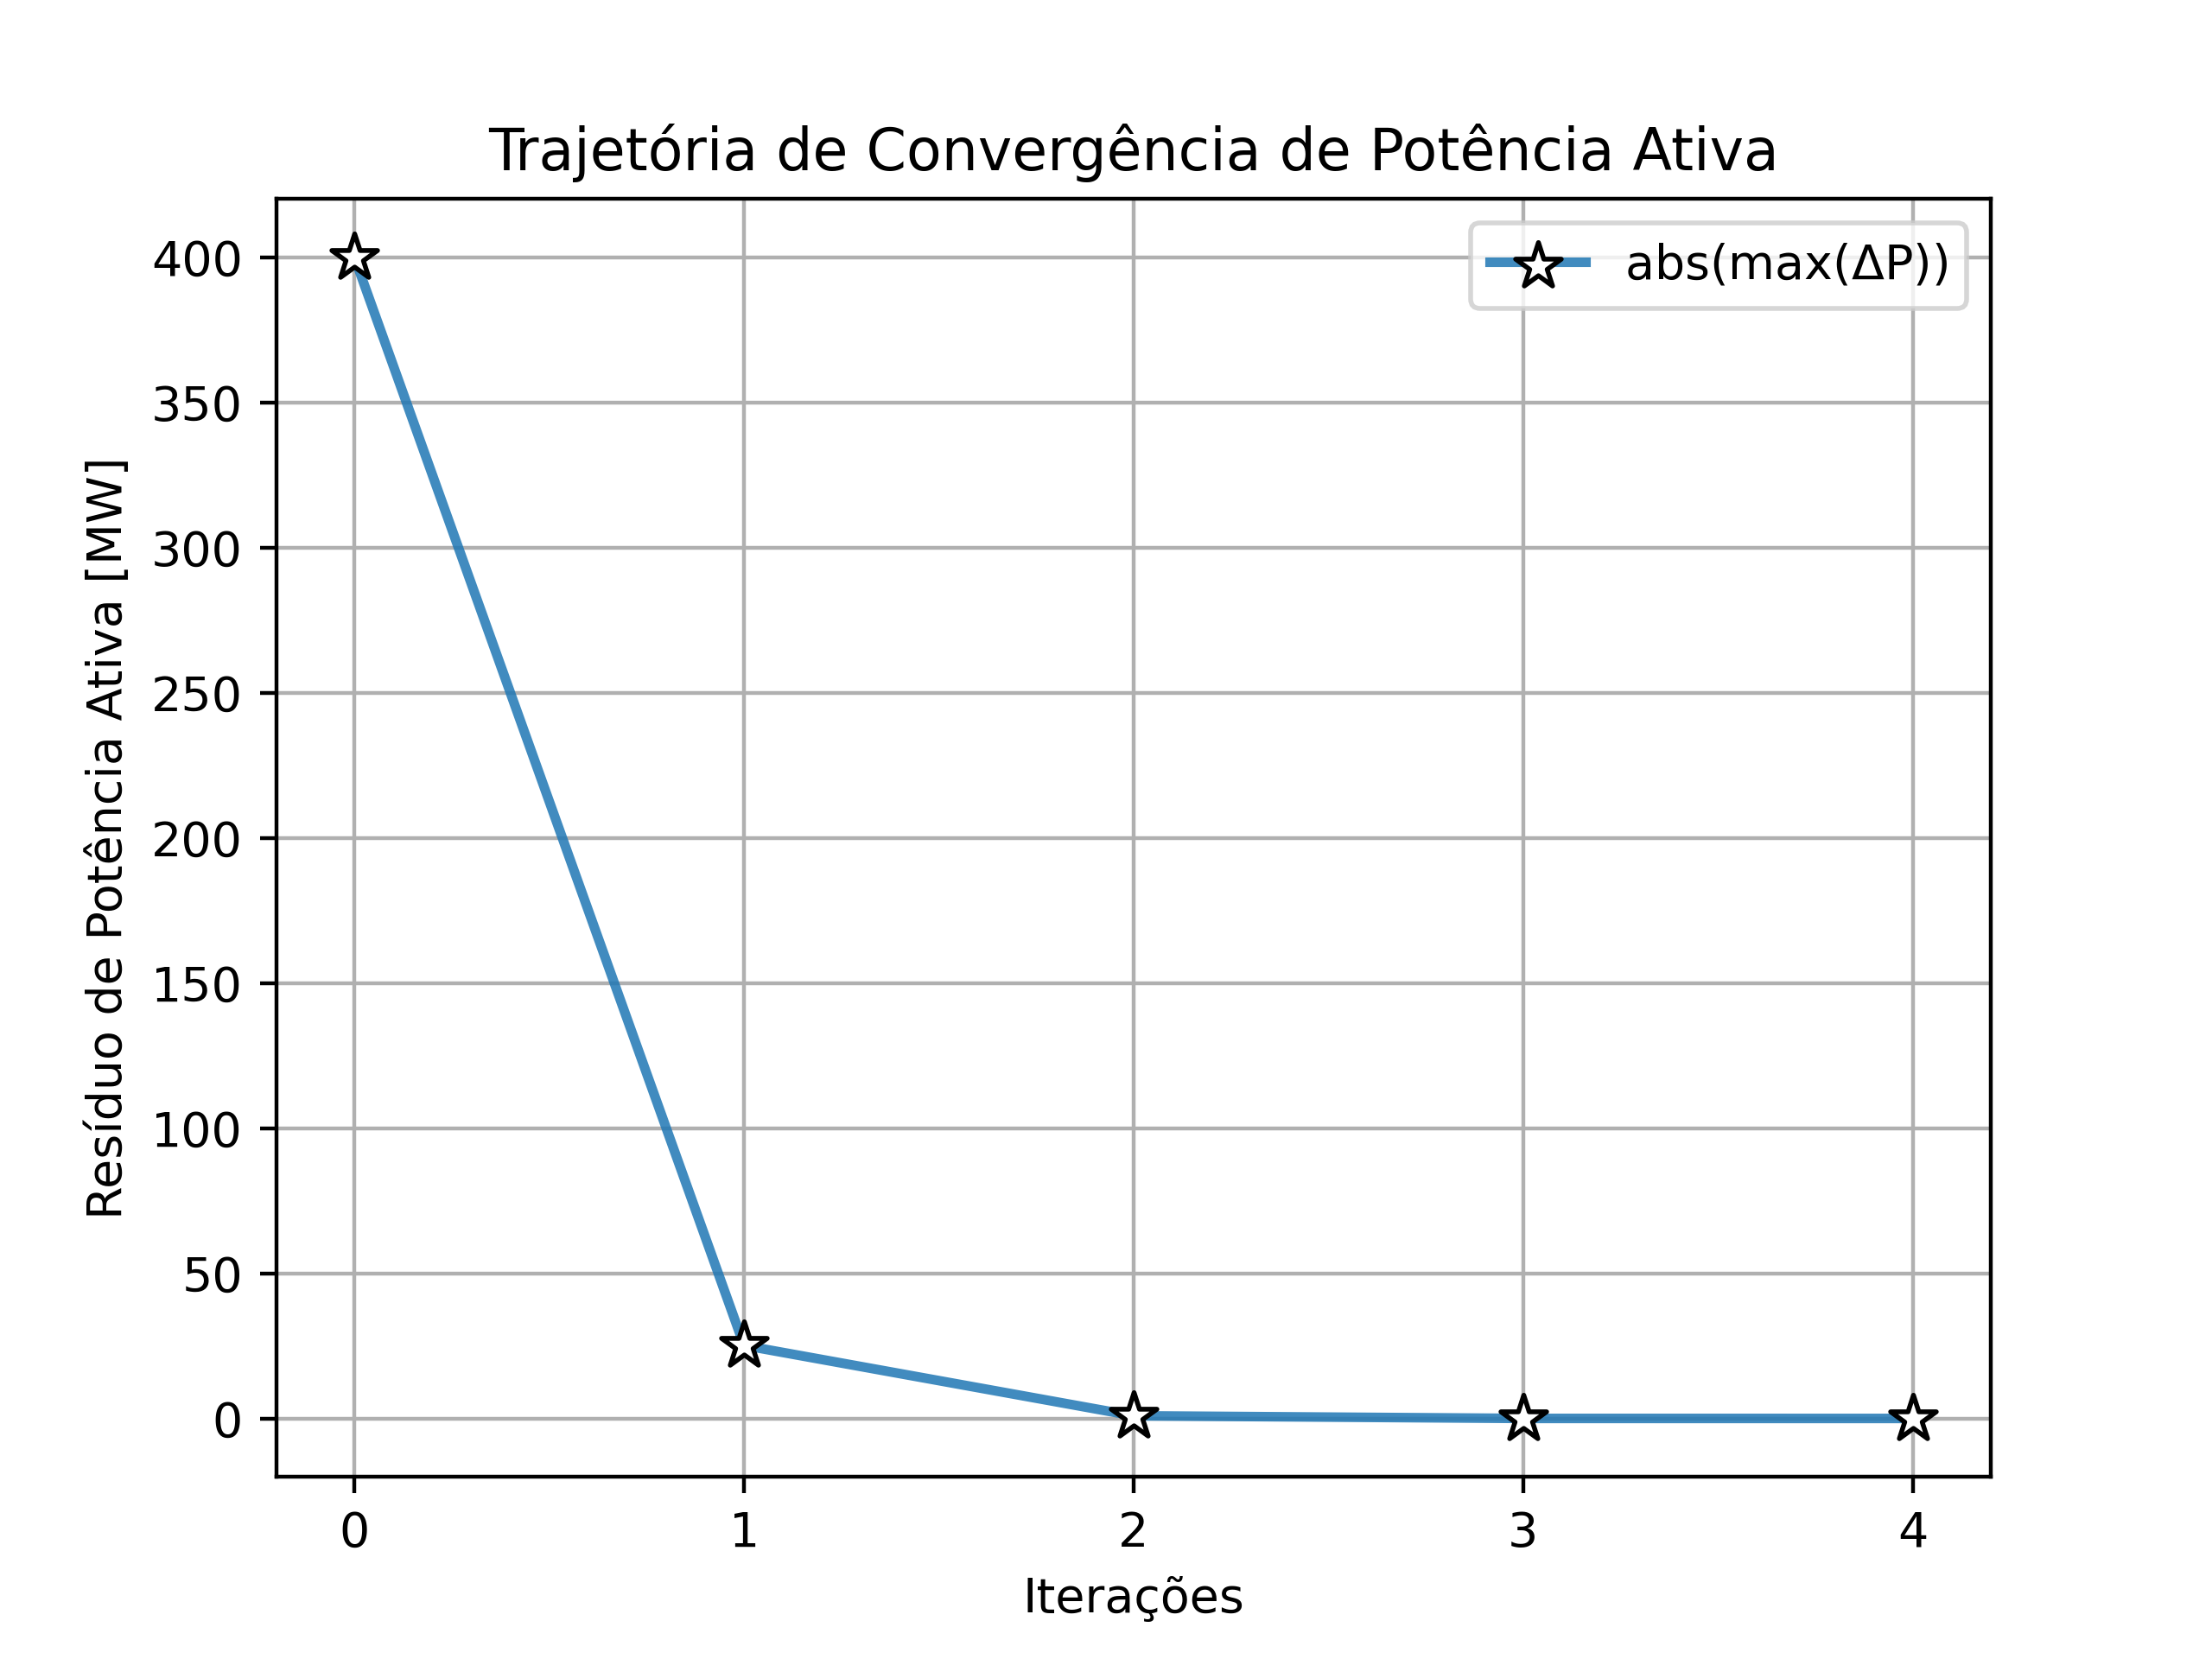 Trajetória de Convergência de Potência Ativa
abs(max(ΔP))
Resíduo de Potência Ativa [MW]
400
350
300
250
200
150
100
50
0
0 1 2 3 4
Iterações